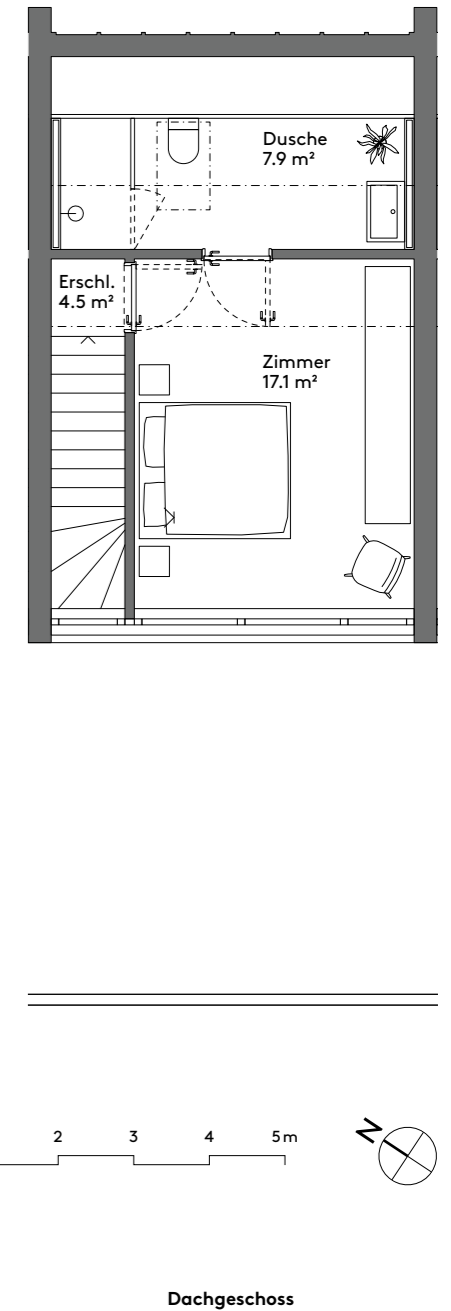 Dusche
7.9 m²
Erschl.
4.5 m²
Zimmer
17.1 m²
2 3 4 5 m
N
Dachgeschoss